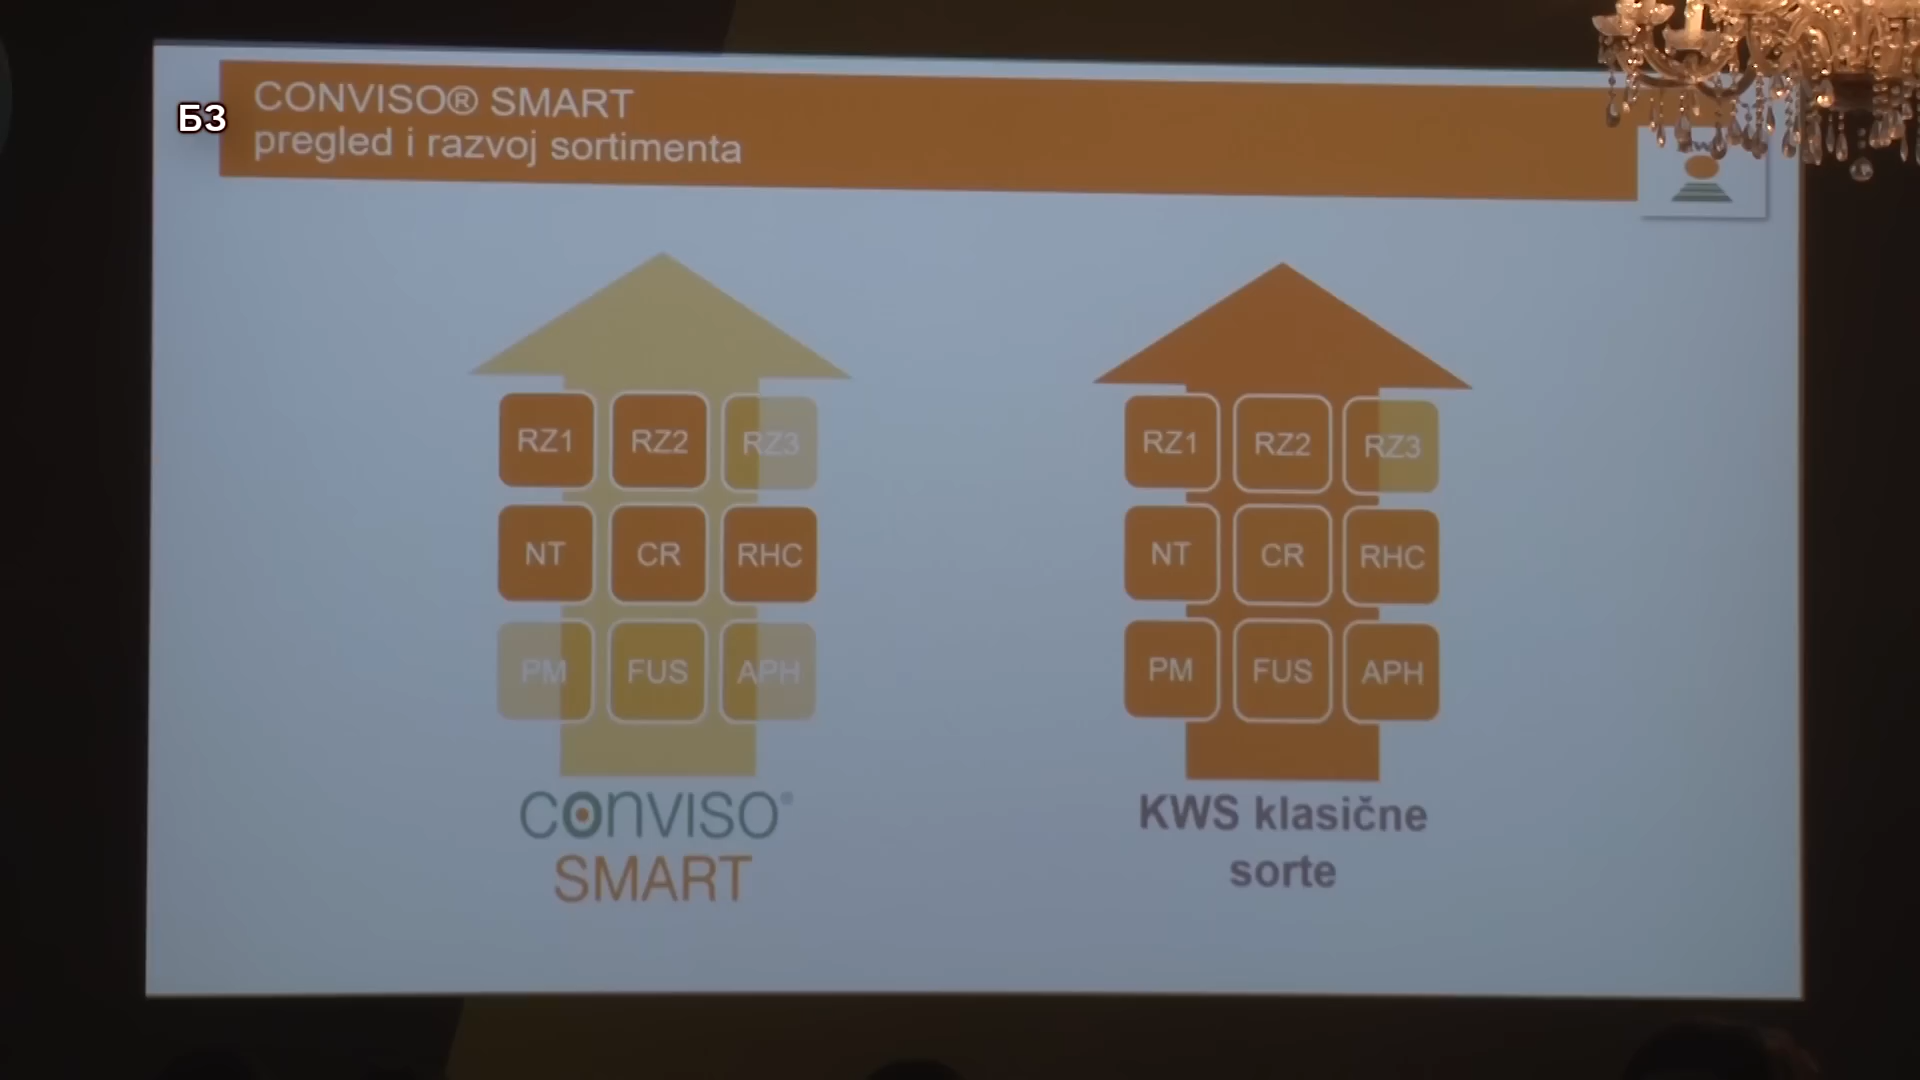 БЗ
CONVISO® SMART
pregled i razvoj sortimenta
RZ1 RZ2 RZ3
NT CR RHC
PM FUS APH
CONVISO®
SMART
RZ1 RZ2 RZ3
NT CR RHC
PM FUS APH
KWS klasične
sorte